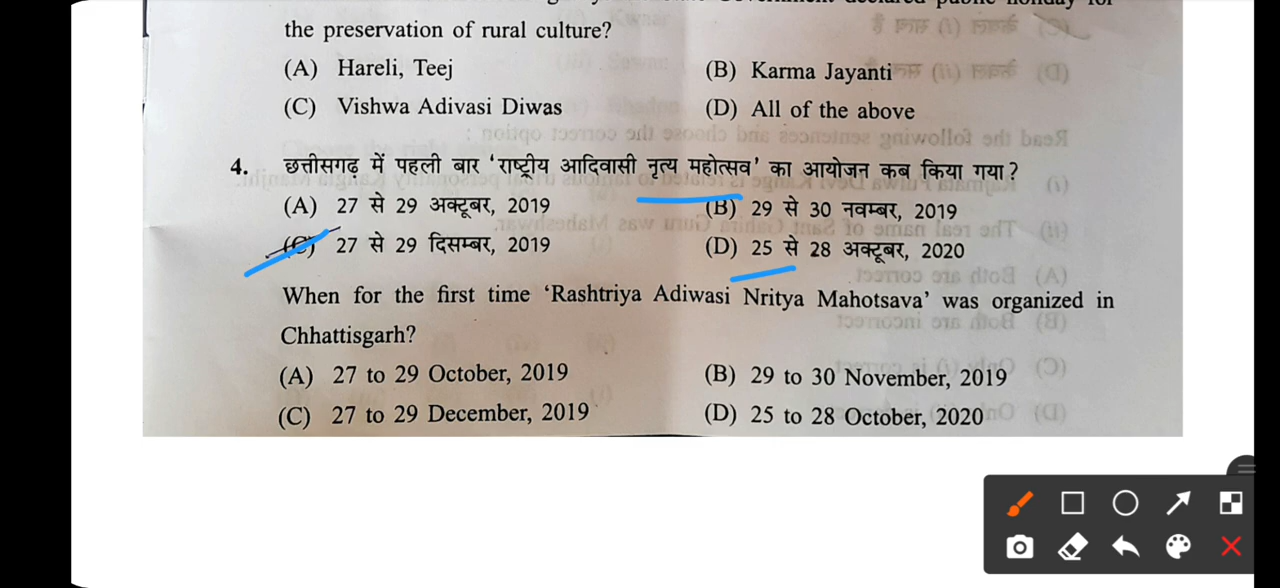 the preservation of rural culture?
(A) Hareli, Teej (B) Karma Jayanti
(C) Vishwa Adivasi Diwas (D) All of the above
4. छत्तीसगढ़ में पहली बार ‘राष्ट्रीय आदिवासी नृत्य महोत्सव’ का आयोजन कब किया गया ?
(A) 27 से 29 अक्टूबर, 2019 (B) 29 से 30 नवम्बर, 2019
(C) 27 से 29 दिसम्बर, 2019 (D) 25 से 28 अक्टूबर, 2020
When for the first time ‘Rashtriya Adiwasi Nritya Mahotsava’ was organized in
Chhattisgarh?
(A) 27 to 29 October, 2019 (B) 29 to 30 November, 2019
(C) 27 to 29 December, 2019 (D) 25 to 28 October, 2020